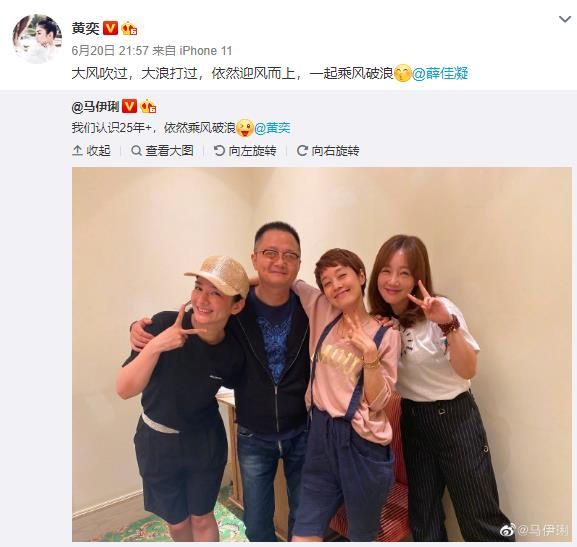 黄奕
6月20日 21:57 来自 iPhone 11
大风吹过，大浪打过，依然迎风而上，一起乘风破浪@薛佳凝
@马伊琍
我们认识25年+，依然乘风破浪@黄奕
收起 查看大图 向左旋转 向右旋转
@马伊琍